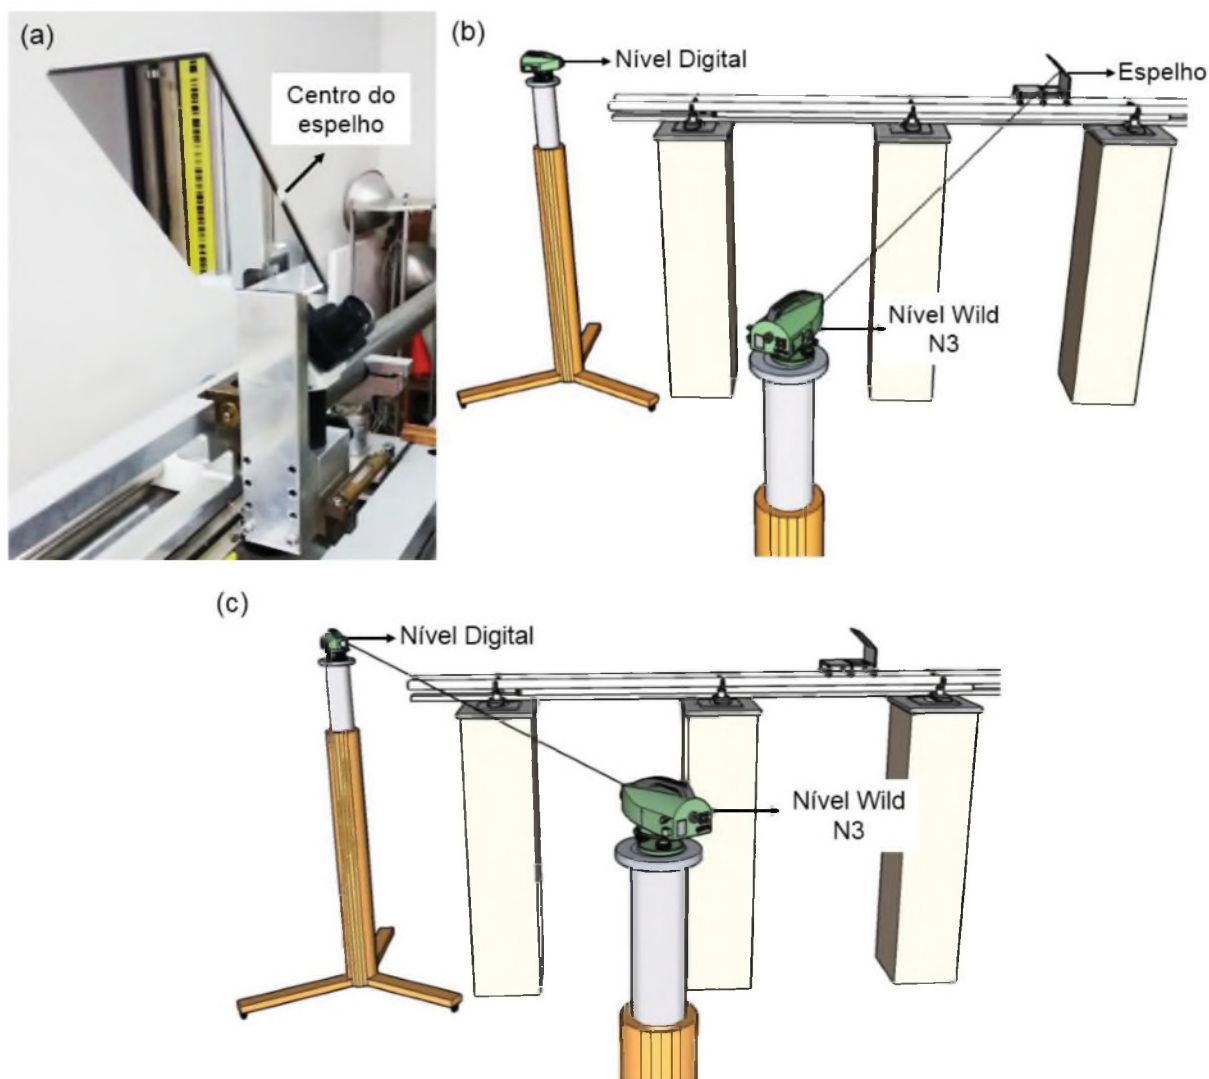 (a)
Centro do
espelho
(b)
Nível Digital
Espelho
Nível Wild
N3
(c)
Nível Digital
Nível Wild
N3